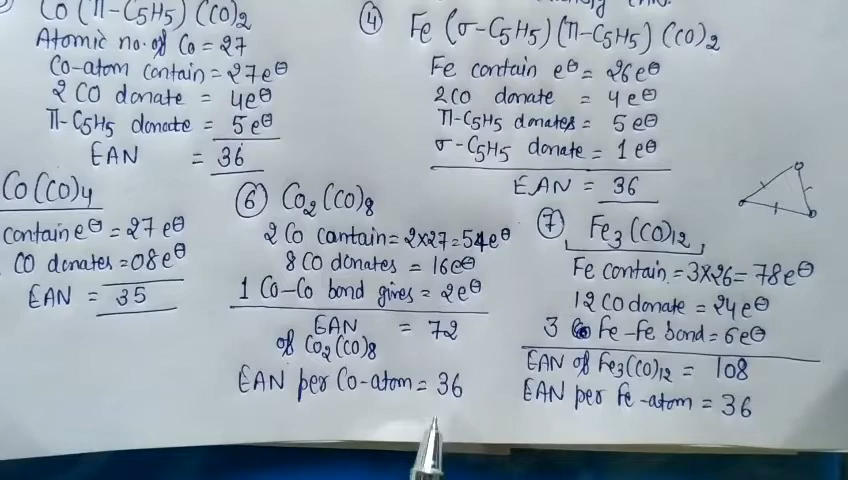 Co (π-C5H5) (CO)2
Atomic no. of Co = 27
Co-atom contain = 27e⊖
2 CO donate = 4e⊖
π-C5H5 donate = 5e⊖
EAN = 36
④ Fe (σ-C5H5) (π-C5H5) (CO)2
Fe contain e⊖ = 26e⊖
2CO donate = 4e⊖
π-C5H5 donates = 5e⊖
σ-C5H5 donate = 1e⊖
EAN = 36
Co(CO)4
contain e⊖ = 27e⊖
CO donates = 08e⊖
EAN = 35
⑥ Co2(CO)8
2 Co cantain = 2×27 = 54e⊖
8 CO donates = 16e⊖
1 Co-Co bond gives = 2e⊖
EAN = 72
of Co2(CO)8
EAN per Co-atom = 36
⑦ Fe3(CO)12
Fe contain = 3×26 = 78e⊖
12 CO donate = 24e⊖
3 Fe-Fe bond = 6e⊖
EAN of Fe3(CO)12 = 108
EAN per Fe-atom = 36